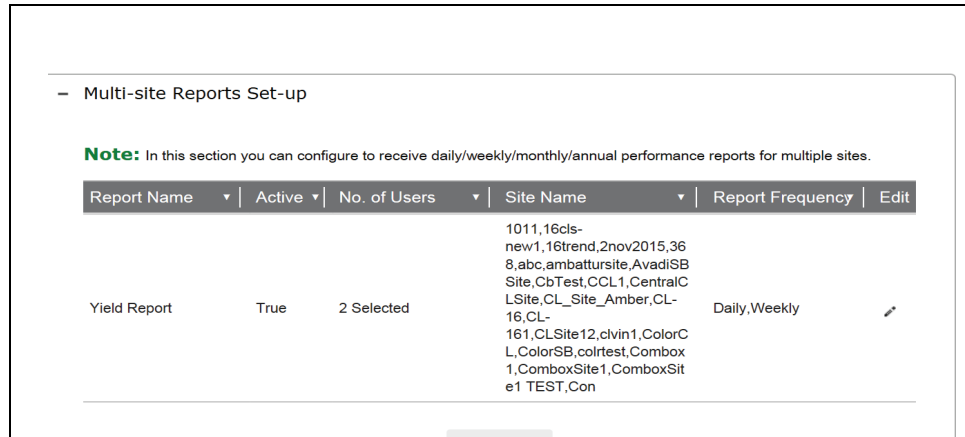 Multi-site Reports Set-up
Note: In this section you can configure to receive daily/weekly/monthly/annual performance reports for multiple sites.
Report Name Active No. of Users Site Name Report Frequency Edit
1011,16cls-
new1,16trend,2nov2015,36
8,abc,ambattursite,AvadiSB
Site,CbTest,CCL1,CentralC
LSite,CL_Site_Amber,CL-
Yield Report True 2 Selected 16,CL- Daily,Weekly
161,CLSite12,clvin1,ColorC
L,ColorSB,colrtest,Combox
1,ComboxSite1,ComboxSit
e1 TEST,Con